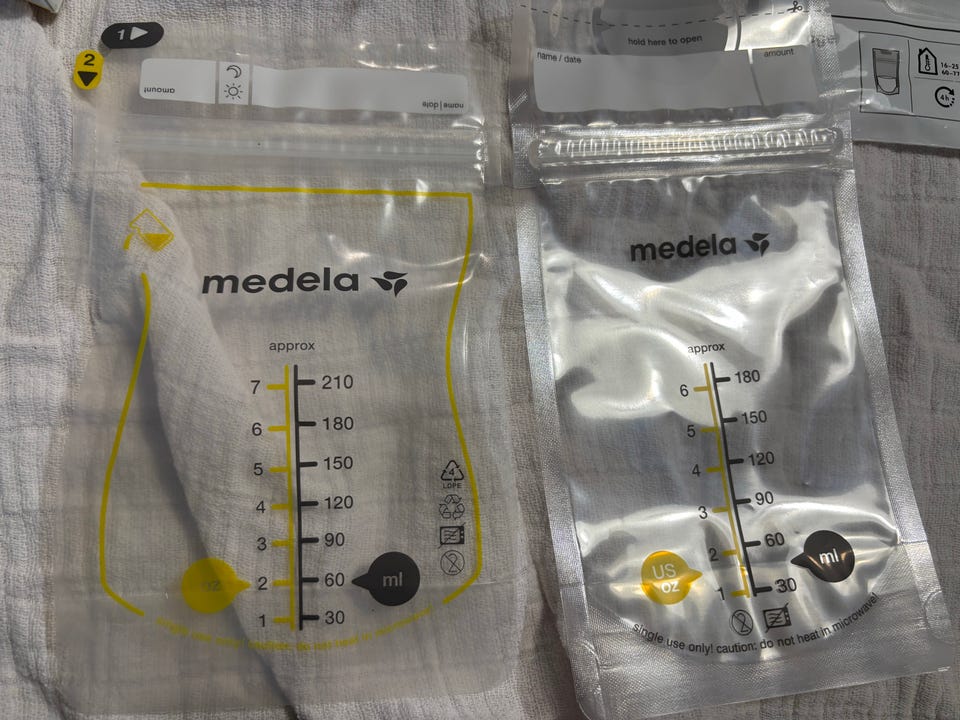 1
2
amount
name | date
medela
approx
7 210
6 180
5 150
4 120
3 90
2 60
1 30
oz
ml
4
LDPE
2
hold here to open
name / date
amount
medela
approx
6 180
5 150
4 120
3 90
2 60
1 30
US
oz
ml
2
single use only! caution: do not heat in microwave!
16-25
60-77
4h